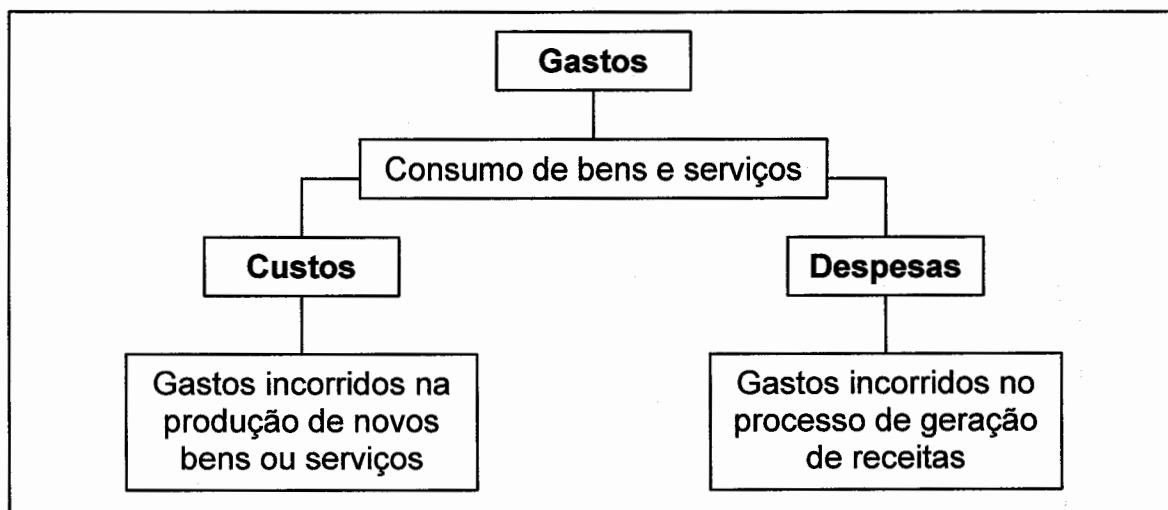 Gastos
Consumo de bens e serviços
Custos
Despesas
Gastos incorridos na
produção de novos
bens ou serviços
Gastos incorridos no
processo de geração
de receitas